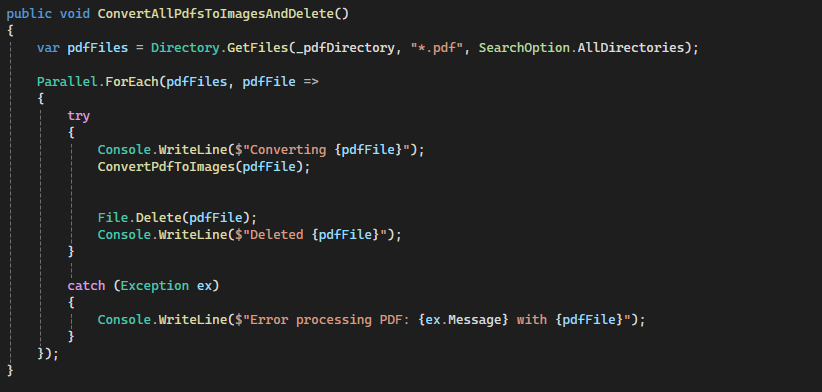 public void ConvertAllPdfsToImagesAndDelete()
{
    var pdfFiles = Directory.GetFiles(_pdfDirectory, "*.pdf", SearchOption.AllDirectories);
    Parallel.ForEach(pdfFiles, pdfFile =>
    {
        try
        {
            Console.WriteLine($"Converting {pdfFile}");
            ConvertPdfToImages(pdfFile);
            File.Delete(pdfFile);
            Console.WriteLine($"Deleted {pdfFile}");
        }
        catch (Exception ex)
        {
            Console.WriteLine($"Error processing PDF: {ex.Message} with {pdfFile}");
        }
    });
}